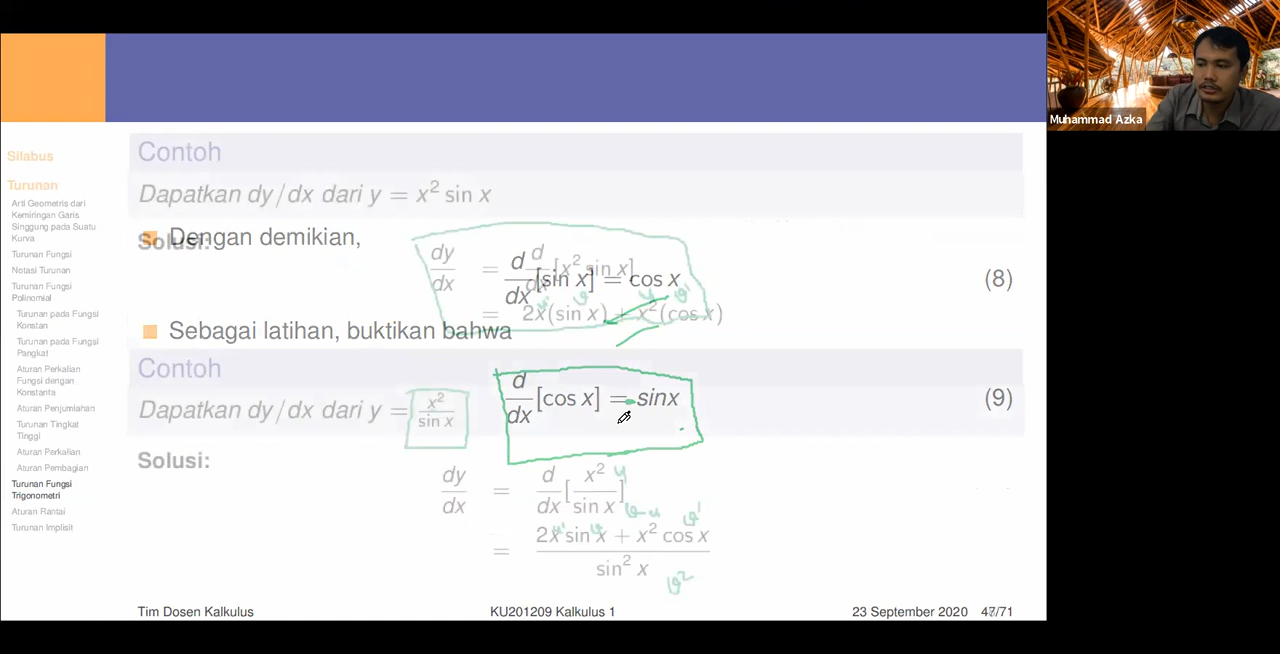 Muhammad Azka
Silabus
Turunan
Arti Geometris dari
Kemiringan Garis
Singgung pada Suatu
Kurva
Turunan Fungsi
Notasi Turunan
Turunan Fungsi
Polinomial
Turunan pada Fungsi
Konstan
Turunan pada Fungsi
Pangkat
Aturan Perkalian
Fungsi dengan
Konstanta
Aturan Penjumlahan
Turunan Tingkat
Tinggi
Aturan Perkalian
Aturan Pembagian
Turunan Fungsi
Trigonometri
Aturan Rantai
Turunan Implisit
Contoh
Dapatkan dy/dx dari y = x² sin x
Solusi:
dy/dx = d/dx [x² sin x]
= 2x(sin x) + x²(cos x)
Dengan demikian,
d/dx [sin x] = cos x (8)
Sebagai latihan, buktikan bahwa
d/dx [cos x] = - sinx (9)
Contoh
Dapatkan dy/dx dari y = x²/sin x
Solusi:
dy/dx = d/dx [x²/sin x]
= 2x sin x + x² cos x / sin² x
Tim Dosen Kalkulus KU201209 Kalkulus 1 23 September 2020 /71